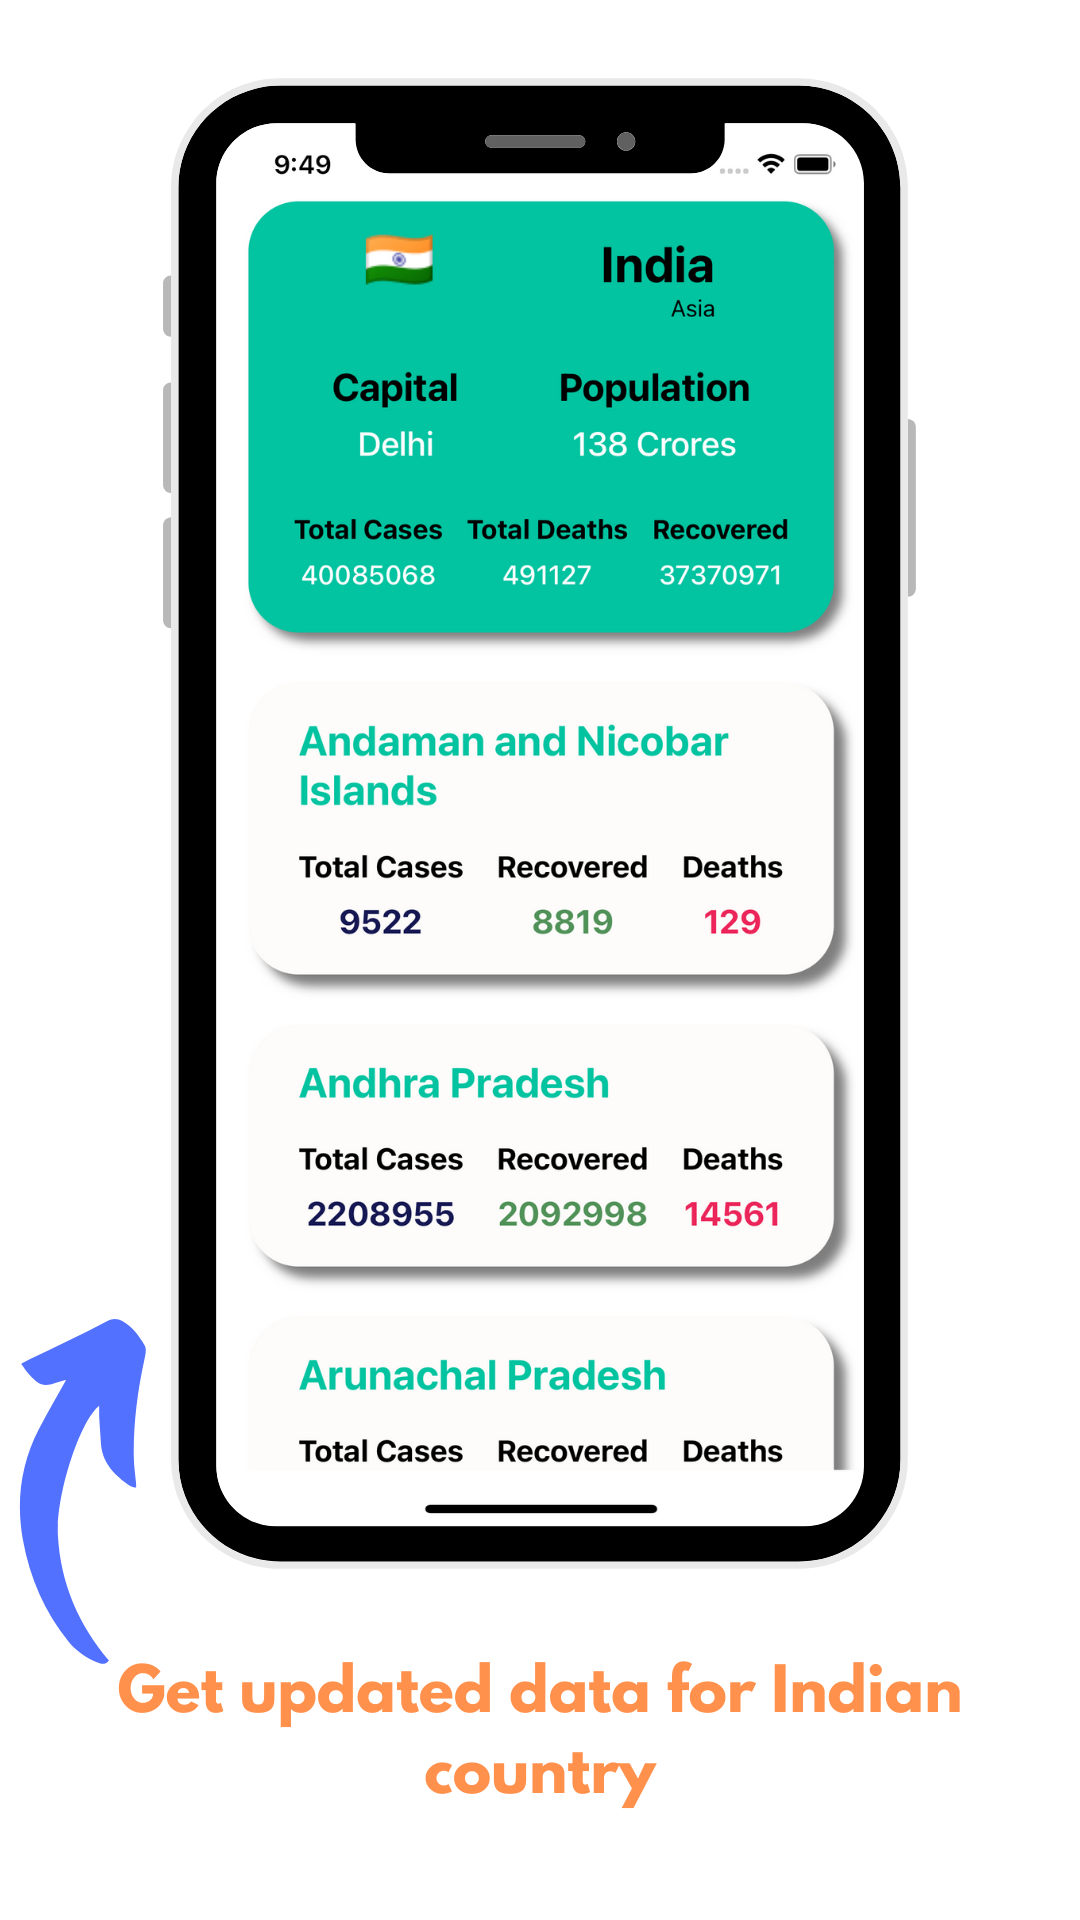 9:49
India
Asia
Capital Population
Delhi 138 Crores
Total Cases Total Deaths Recovered
40085068 491127 37370971
Andaman and Nicobar
Islands
Total Cases Recovered Deaths
9522 8819 129
Andhra Pradesh
Total Cases Recovered Deaths
2208955 2092998 14561
Arunachal Pradesh
Total Cases Recovered Deaths
Get updated data for Indian
country